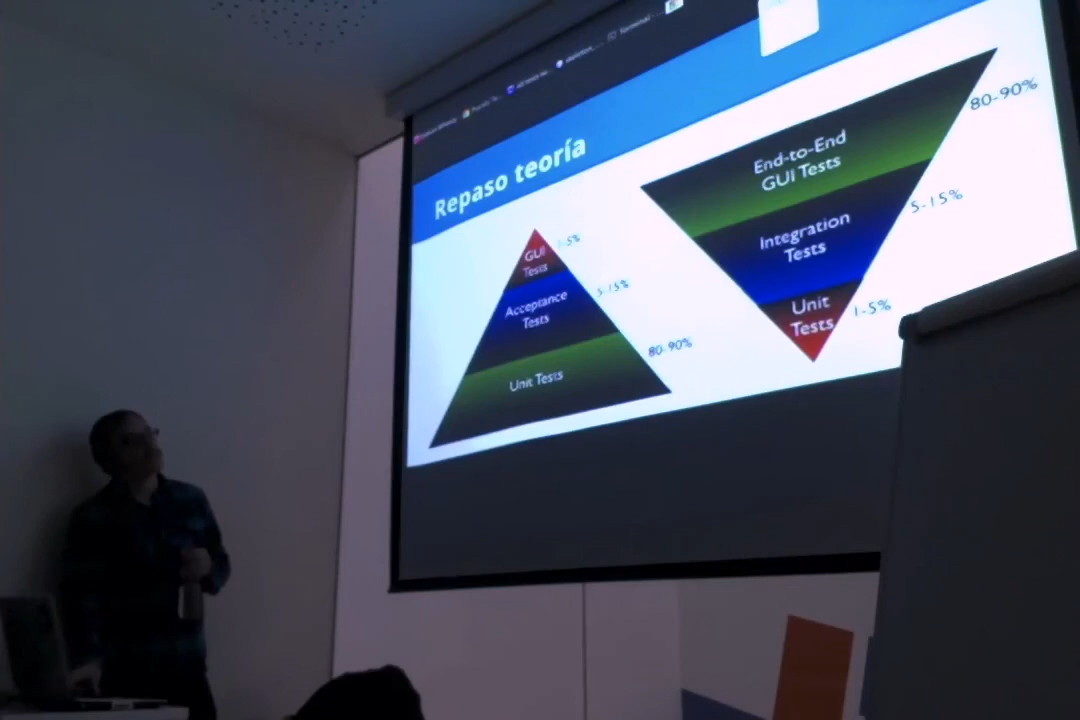 Repaso teoría
GUI
Tests
1-5%
Acceptance
Tests
5-15%
Unit Tests
80-90%
End-to-End
GUI Tests
80-90%
Integration
Tests
5-15%
Unit
Tests
1-5%